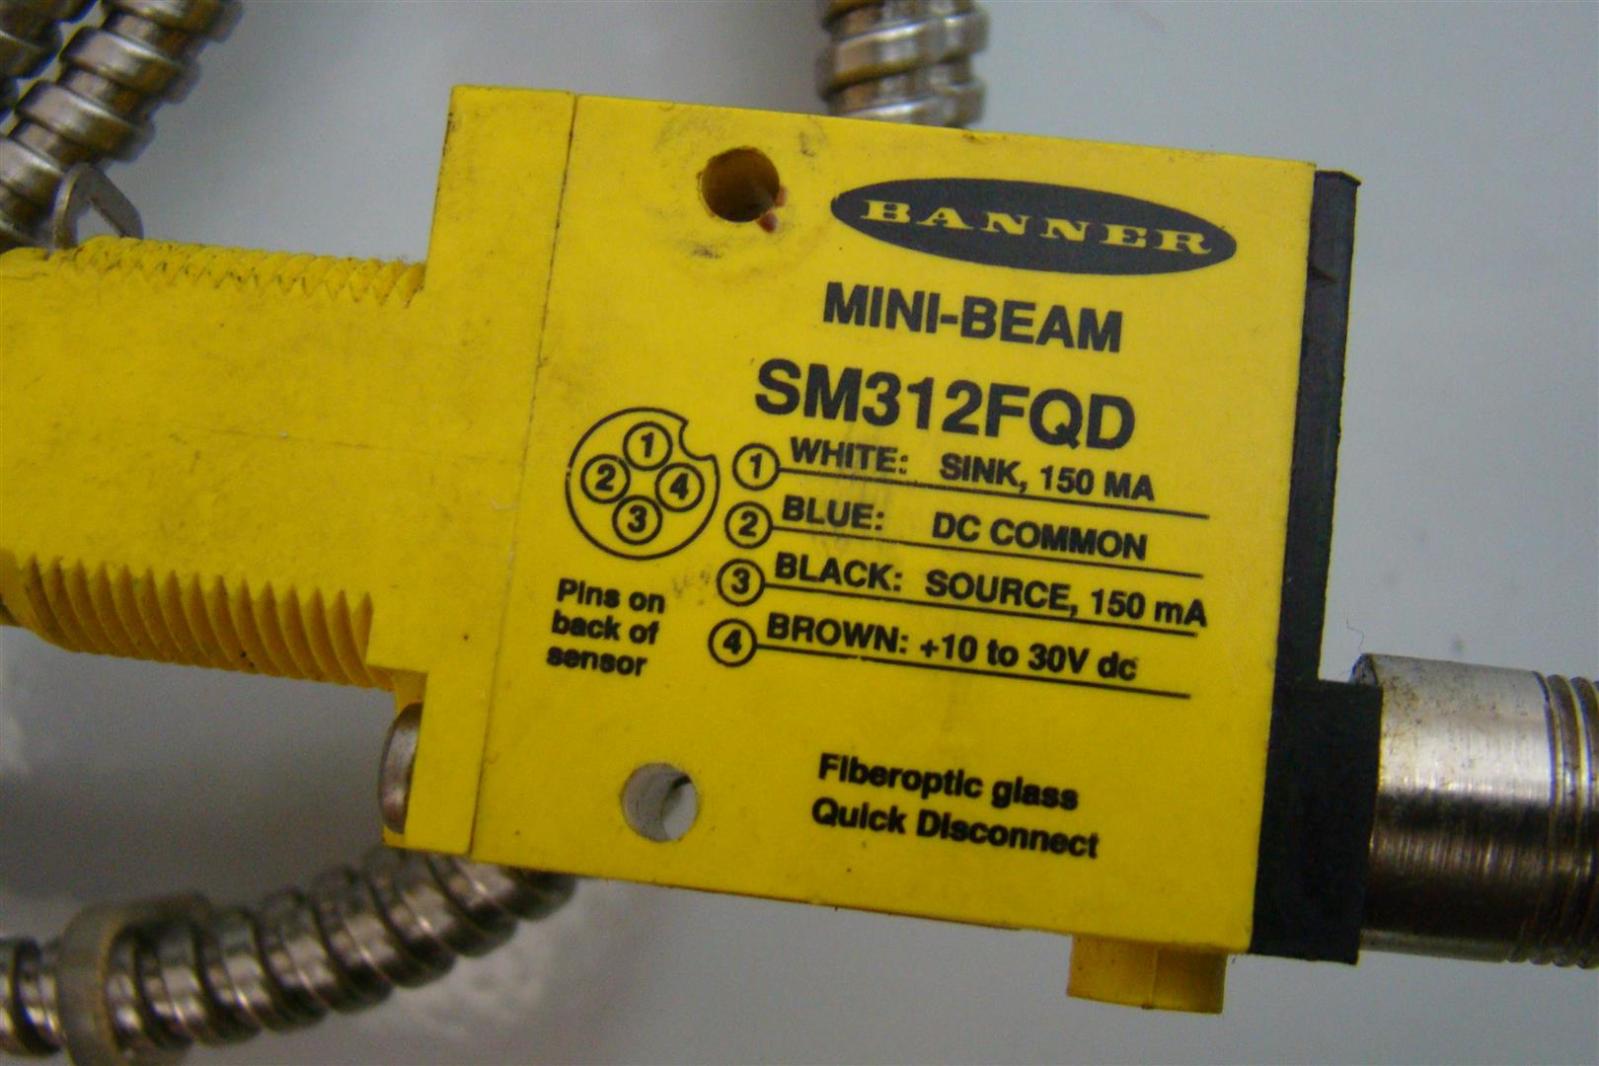 BANNER
MINI-BEAM
SM312FQD
1 WHITE: SINK, 150 MA
2 BLUE: DC COMMON
3 BLACK: SOURCE, 150 mA
4 BROWN: +10 to 30V dc
1
2 4
3
Pins on
back of
sensor
Fiberoptic glass
Quick Disconnect